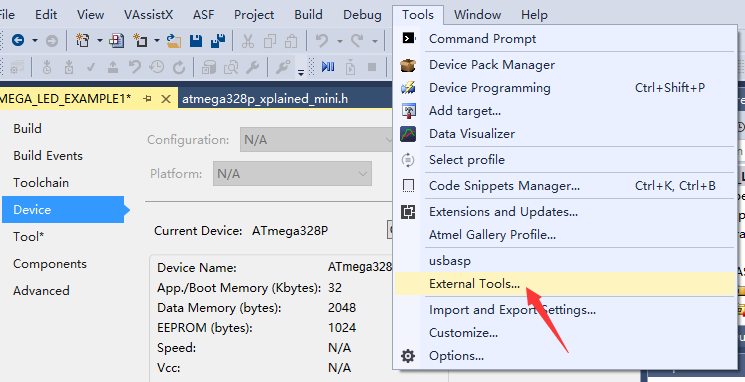 File Edit View VAssistX ASF Project Build Debug Tools Window Help
MEGA_LED_EXAMPLE1* atmega328p_xplained_mini.h
Build
Build Events
Toolchain
Device
Tool*
Components
Advanced
Configuration: N/A
Platform: N/A
Current Device: ATmega328P
Device Name: ATmega328
App./Boot Memory (Kbytes): 32
Data Memory (bytes): 2048
EEPROM (bytes): 1024
Speed: N/A
Vcc: N/A
Command Prompt
Device Pack Manager
Device Programming Ctrl+Shift+P
Add target...
Data Visualizer
Select profile
Code Snippets Manager... Ctrl+K, Ctrl+B
Extensions and Updates...
Atmel Gallery Profile...
usbasp
External Tools...
Import and Export Settings...
Customize...
Options...